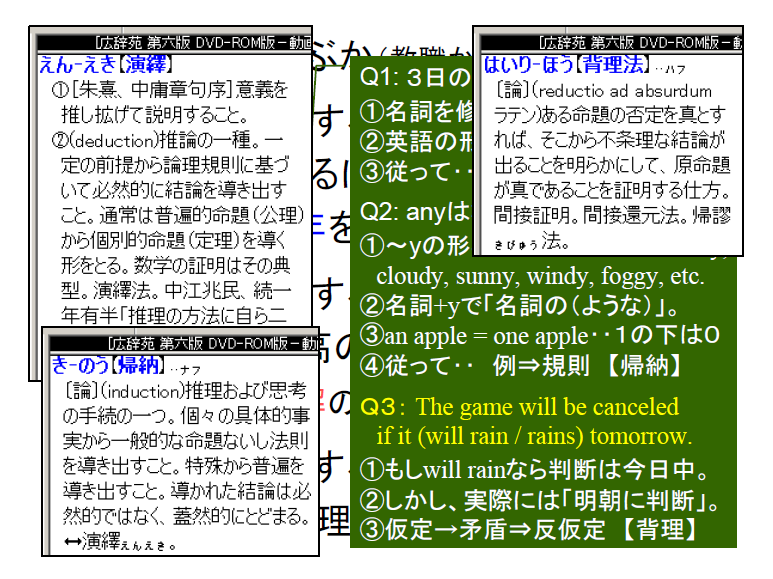 ［広辞苑 第六版 DVD-ROM版－動画
えん‐えき【演繹】
①［朱熹、中庸章句序］意義を
推し拡げて説明すること。
②(deduction)推論の一種。一
定の前提から論理規則に基づ
いて必然的に結論を導き出す
こと。通常は普遍的命題（公理）
から個別的命題（定理）を導く
形をとる。数学の証明はその典
型。演繹法。中江兆民、続一
年有半「推理の方法に自ら二
［広辞苑 第六版 DVD-ROM版－動
き‐のう【帰納】‥ナフ
〔論〕(induction)推理および思考
の手続の一つ。個々の具体的事
実から一般的な命題ないし法則
を導き出すこと。特殊から普遍を
導き出すこと。導かれた結論は必
然的ではなく、蓋然的にとどまる。
↔演繹えんえき。
ぶか（教職か
Q1: 3日の
①名詞を修
②英語の形
③従って‥
Q2: anyは
①～yの形
cloudy, sunny, windy, foggy, etc.
②名詞+yで「名詞の（ような）」。
③an apple = one apple‥１の下は０
④従って‥　例⇒規則 【帰納】
Q３: The game will be canceled
if it (will rain / rains) tomorrow.
①もしwill rainなら判断は今日中。
②しかし、実際には「明朝に判断」。
③仮定→矛盾⇒反仮定 【背理】
［広辞苑 第六版 DVD-ROM版－動
はいり‐ほう【背理法】‥ハフ
〔論〕(reductio ad absurdum
ラテン)ある命題の否定を真とす
れば、そこから不条理な結論が
出ることを明らかにして、原命題
が真であることを証明する仕方。
間接証明。間接還元法。帰謬
きびゅう法。